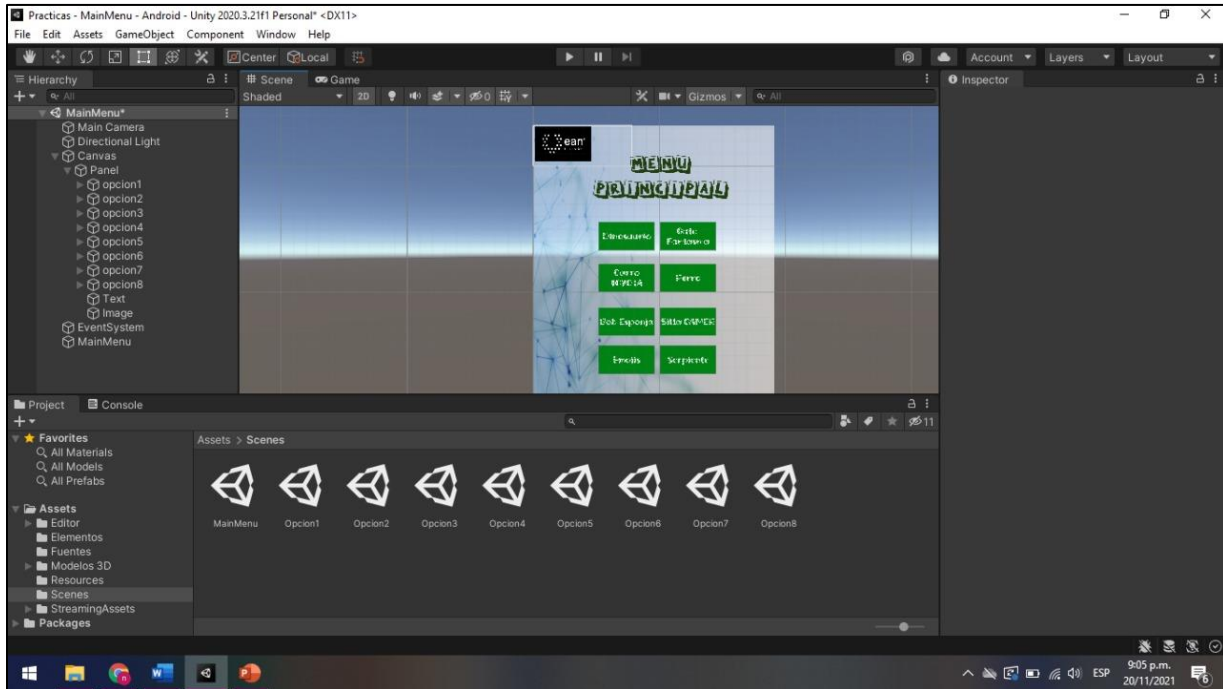 Practicas - MainMenu - Android - Unity 2020.3.21f1 Personal* <DX11>
File Edit Assets GameObject Component Window Help
Center Local
Account Layers Layout
Hierarchy
All
MainMenu*
Main Camera
Directional Light
Canvas
Panel
opcion1
opcion2
opcion3
opcion4
opcion5
opcion6
opcion7
opcion8
Text
Image
EventSystem
MainMenu
Scene Game
Shaded 2D 0 Gizmos All
ean
MENU
PRINCIPAL
Dinosaurio
Carro
Perro
Bob Esponja
Emojis Serpiente
Inspector
Project Console
11
Favorites
All Materials
All Models
All Prefabs
Assets
Editor
Elementos
Fuentes
Modelos 3D
Resources
Scenes
StreamingAssets
Packages
Assets > Scenes
MainMenu Opcion1 Opcion2 Opcion3 Opcion4 Opcion5 Opcion6 Opcion7 Opcion8
ESP
9:05 p.m.
20/11/2021
6